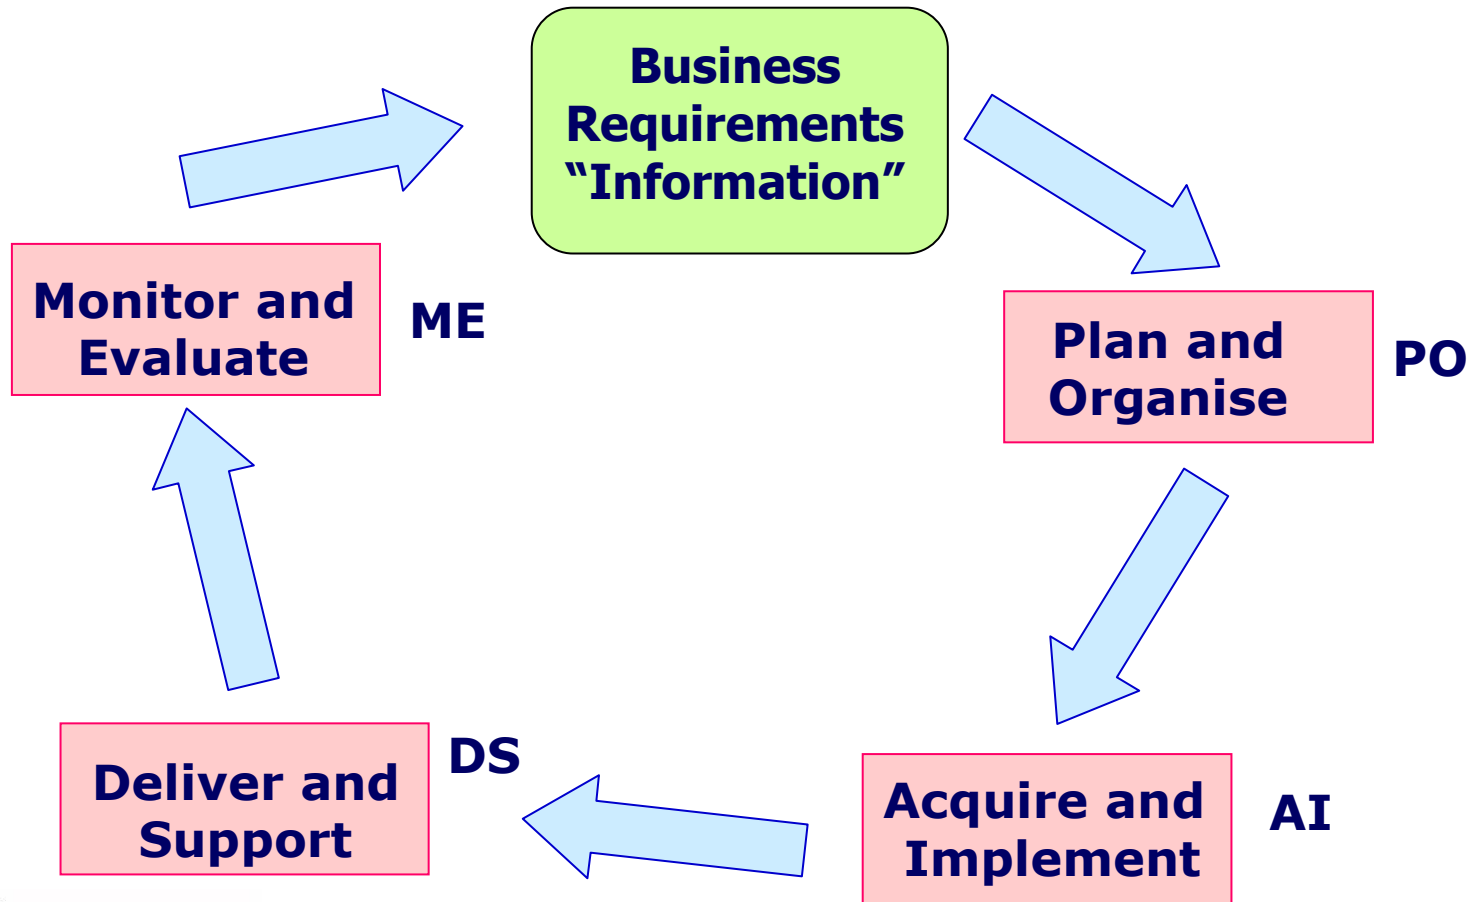 Business
Requirements
“Information”
Monitor and
Evaluate
ME
Plan and
Organise
PO
Deliver and
Support
DS
Acquire and
Implement
AI